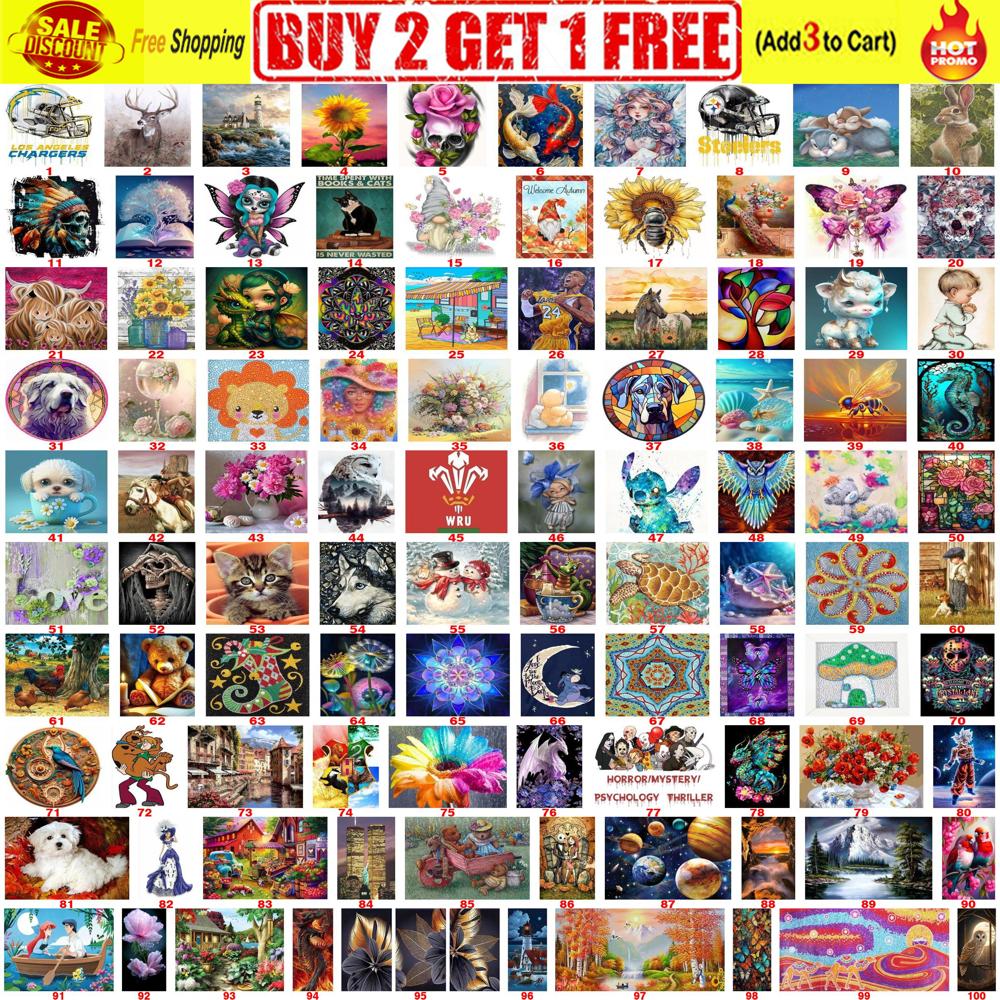 SALE
DISCOUNT
Free Shopping
BUY 2 GET 1 FREE
(Add 3 to Cart)
HOT
PROMO
LOS ANGELES
CHARGERS
Steelers
1 2 3 4 5 6 7 8 9 10
TIME SPENT WITH
BOOKS & CATS
IS NEVER WASTED
Welcome Autumn
11 12 13 14 15 16 17 18 19 20
24
21 22 23 24 25 26 27 28 29 30
31 32 33 34 35 36 37 38 39 40
WRU
41 42 43 44 45 46 47 48 49 50
Love
51 52 53 54 55 56 57 58 59 60
61 62 63 64 65 66 67 68 69 70
HORROR/MYSTERY/
PSYCHOLOGY THRILLER
71 72 73 74 75 76 77 78 79 80
81 82 83 84 85 86 87 88 89 90
91 92 93 94 95 96 97 98 99 100